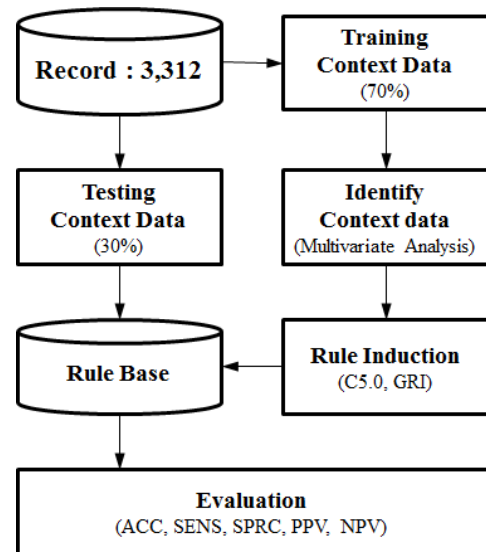 Record : 3,312
Training
Context Data
(70%)
Testing
Context Data
(30%)
Identify
Context data
(Multivariate Analysis)
Rule Base
Rule Induction
(C5.0, GRI)
Evaluation
(ACC, SENS, SPRC, PPV, NPV)